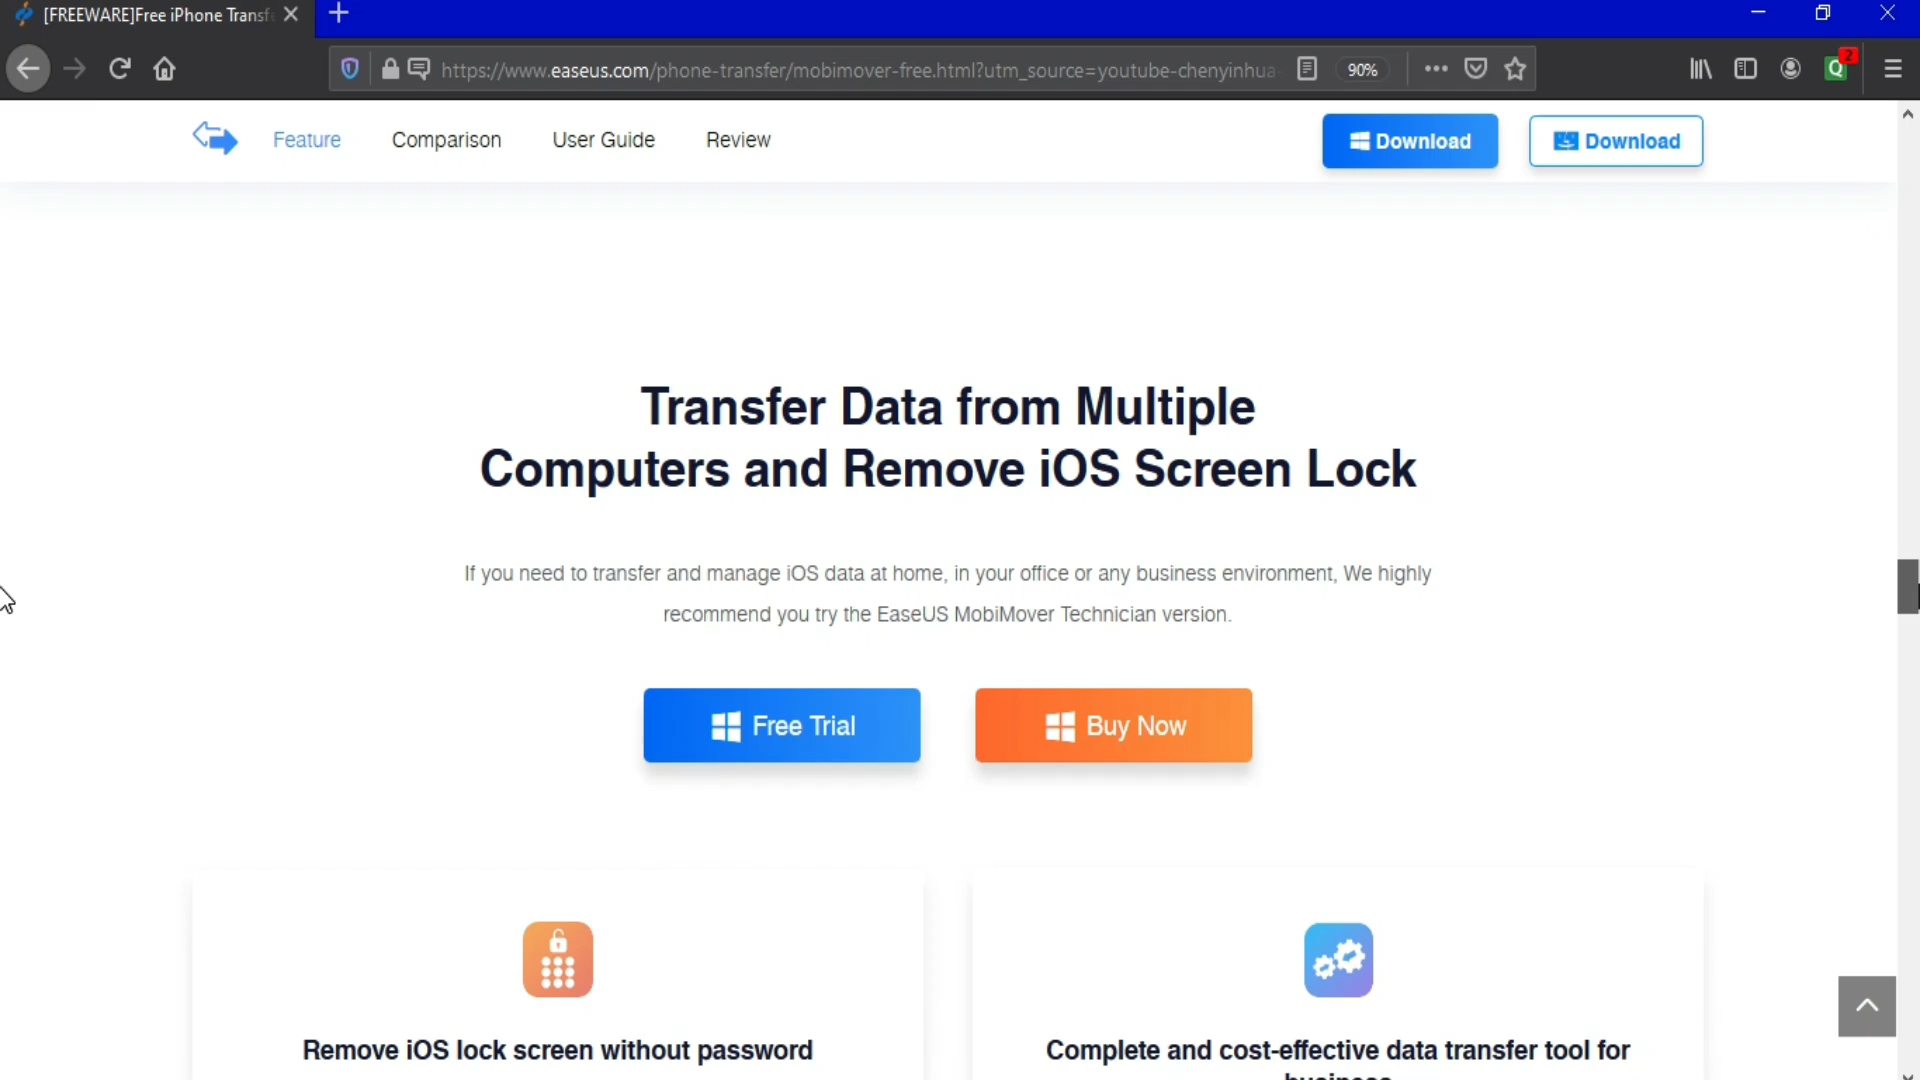 [FREEWARE]Free iPhone Transf
https://www.easeus.com/phone-transfer/mobimover-free.html?utm_source=youtube-chenyinhua
90%
Q
2
Feature
Comparison
User Guide
Review
Download
Download
Transfer Data from Multiple
Computers and Remove iOS Screen Lock
If you need to transfer and manage iOS data at home, in your office or any business environment, We highly
recommend you try the EaseUS MobiMover Technician version.
Free Trial
Buy Now
Remove iOS lock screen without password
Complete and cost-effective data transfer tool for
business